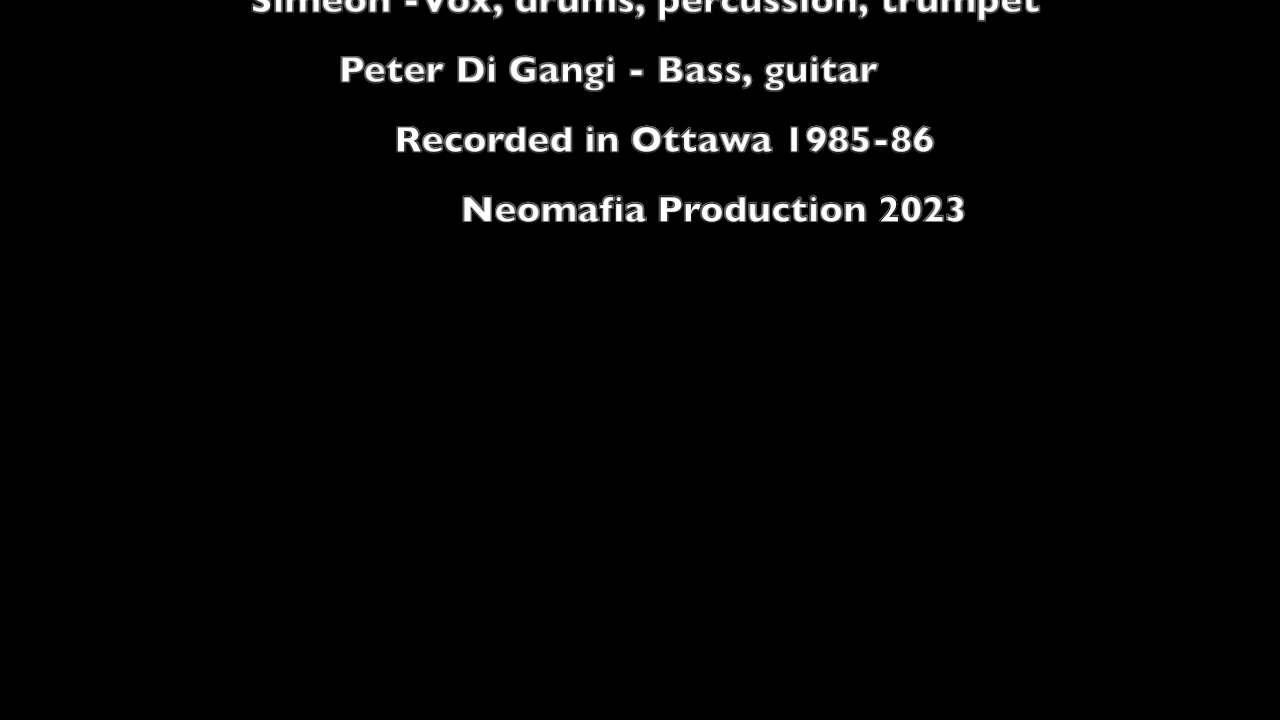 Simeon -Vox, drums, percussion, trumpet
Peter Di Gangi - Bass, guitar
Recorded in Ottawa 1985-86
Neomafia Production 2023